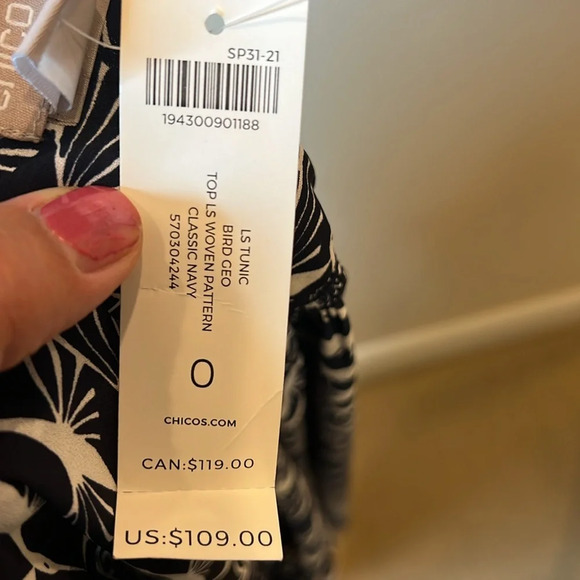 SP31-21
194300901188
LS TUNIC
BIRD GEO
TOP LS WOVEN PATTERN
CLASSIC NAVY
570304244
0
CHICOS.COM
CAN:$119.00
US:$109.00